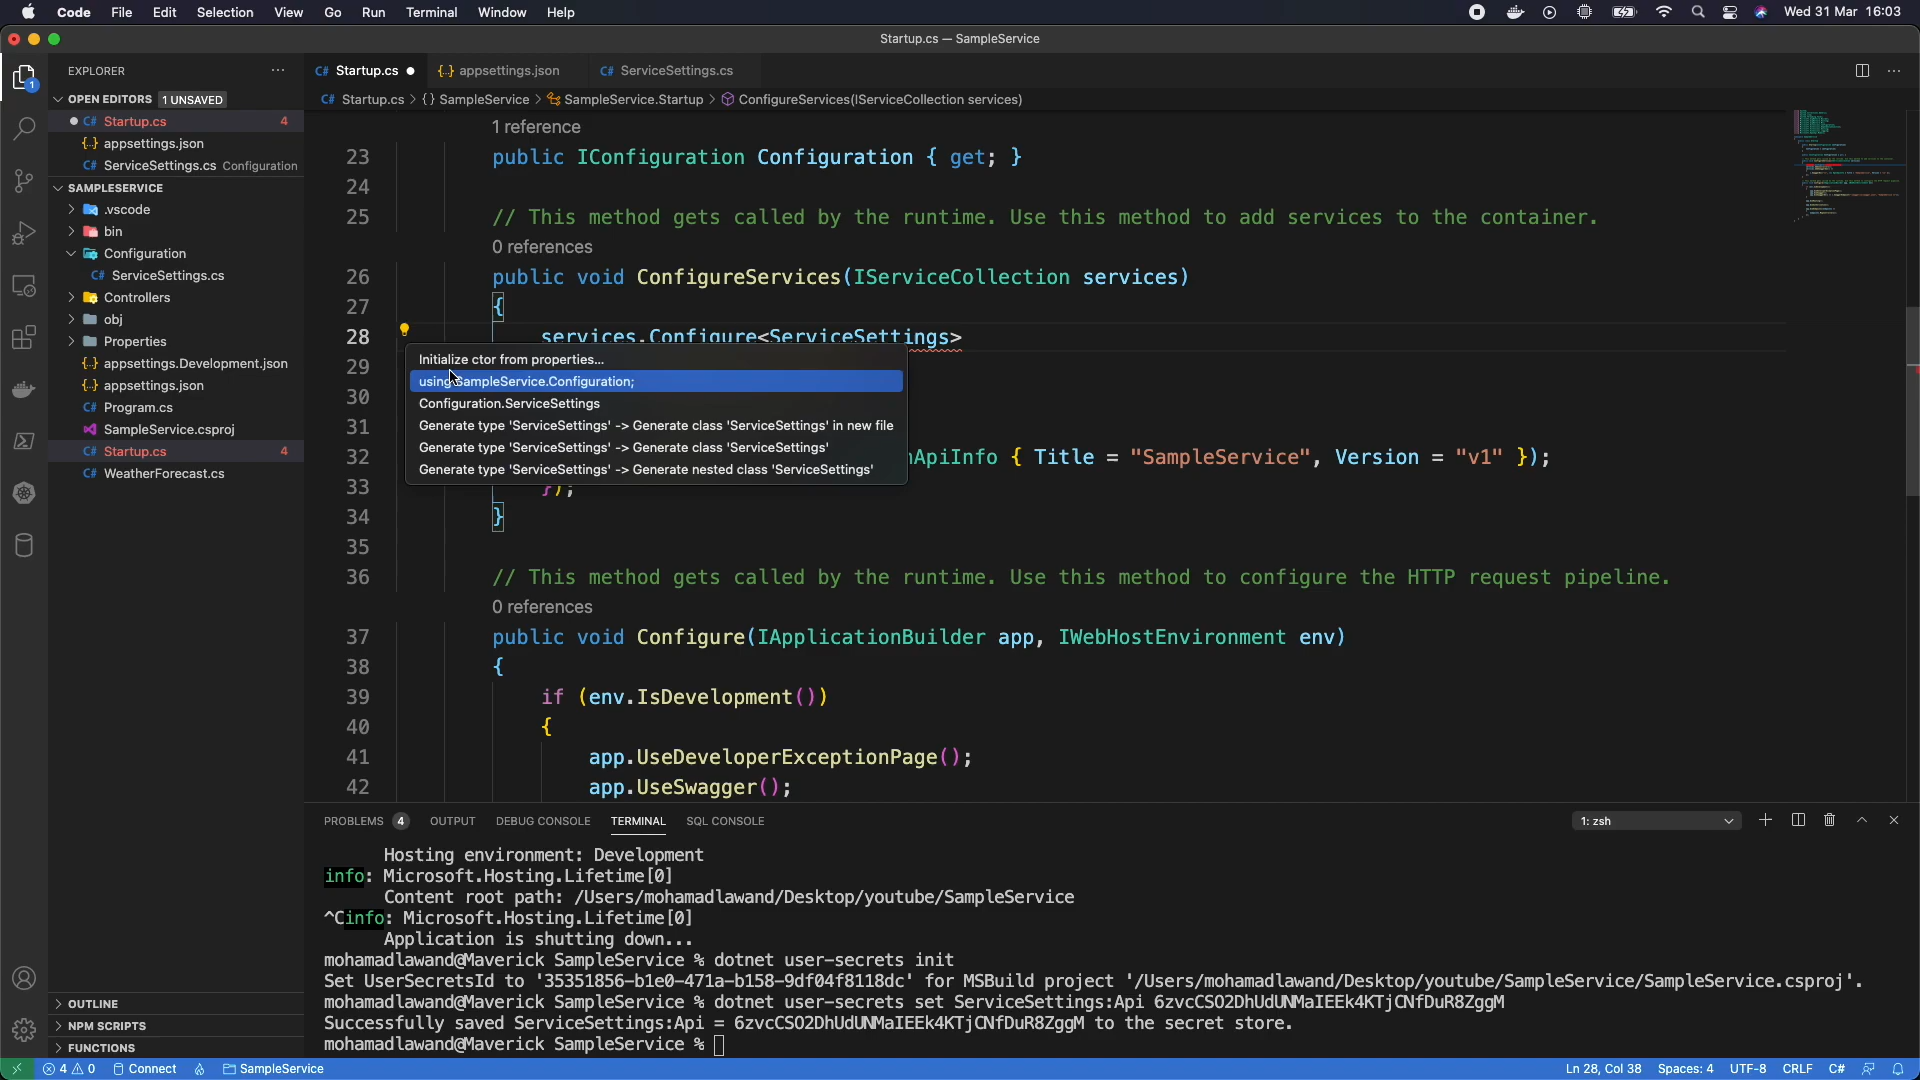 Code File Edit Selection View Go Run Terminal Window Help Wed 31 Mar 16:03
Startup.cs — SampleService
EXPLORER
OPEN EDITORS 1 UNSAVED
C# Startup.cs 4
{..} appsettings.json
C# ServiceSettings.cs Configuration
SAMPLESERVICE
.vscode
bin
Configuration
C# ServiceSettings.cs
Controllers
obj
Properties
{..} appsettings.Development.json
{..} appsettings.json
C# Program.cs
SampleService.csproj
C# Startup.cs 4
C# WeatherForecast.cs
OUTLINE
NPM SCRIPTS
FUNCTIONS
1
C# Startup.cs {..} appsettings.json C# ServiceSettings.cs
C# Startup.cs > {} SampleService > SampleService.Startup > ConfigureServices(IServiceCollection services)
1 reference
23 public IConfiguration Configuration { get; }
24
25 // This method gets called by the runtime. Use this method to add services to the container.
0 references
26 public void ConfigureServices(IServiceCollection services)
27 {
28 services.Configure<ServiceSettings>
29
30
31
32 ApiInfo { Title = "SampleService", Version = "v1" });
33 });
34 }
35
36 // This method gets called by the runtime. Use this method to configure the HTTP request pipeline.
0 references
37 public void Configure(IApplicationBuilder app, IWebHostEnvironment env)
38 {
39 if (env.IsDevelopment())
40 {
41 app.UseDeveloperExceptionPage();
42 app.UseSwagger();
Initialize ctor from properties...
using SampleService.Configuration;
Configuration.ServiceSettings
Generate type 'ServiceSettings' -> Generate class 'ServiceSettings' in new file
Generate type 'ServiceSettings' -> Generate class 'ServiceSettings'
Generate type 'ServiceSettings' -> Generate nested class 'ServiceSettings'
PROBLEMS 4 OUTPUT DEBUG CONSOLE TERMINAL SQL CONSOLE 1: zsh
Hosting environment: Development
info: Microsoft.Hosting.Lifetime[0]
Content root path: /Users/mohamadlawand/Desktop/youtube/SampleService
^Cinfo: Microsoft.Hosting.Lifetime[0]
Application is shutting down...
mohamadlawand@Maverick SampleService % dotnet user-secrets init
Set UserSecretsId to '35351856-b1e0-471a-b158-9df04f8118dc' for MSBuild project '/Users/mohamadlawand/Desktop/youtube/SampleService/SampleService.csproj'.
mohamadlawand@Maverick SampleService % dotnet user-secrets set ServiceSettings:Api 6zvcCSO2DhUdUNMaIEEk4KTjCNfDuR8ZggM
Successfully saved ServiceSettings:Api = 6zvcCSO2DhUdUNMaIEEk4KTjCNfDuR8ZggM to the secret store.
mohamadlawand@Maverick SampleService %
4 0 Connect SampleService Ln 28, Col 38 Spaces: 4 UTF-8 CRLF C#